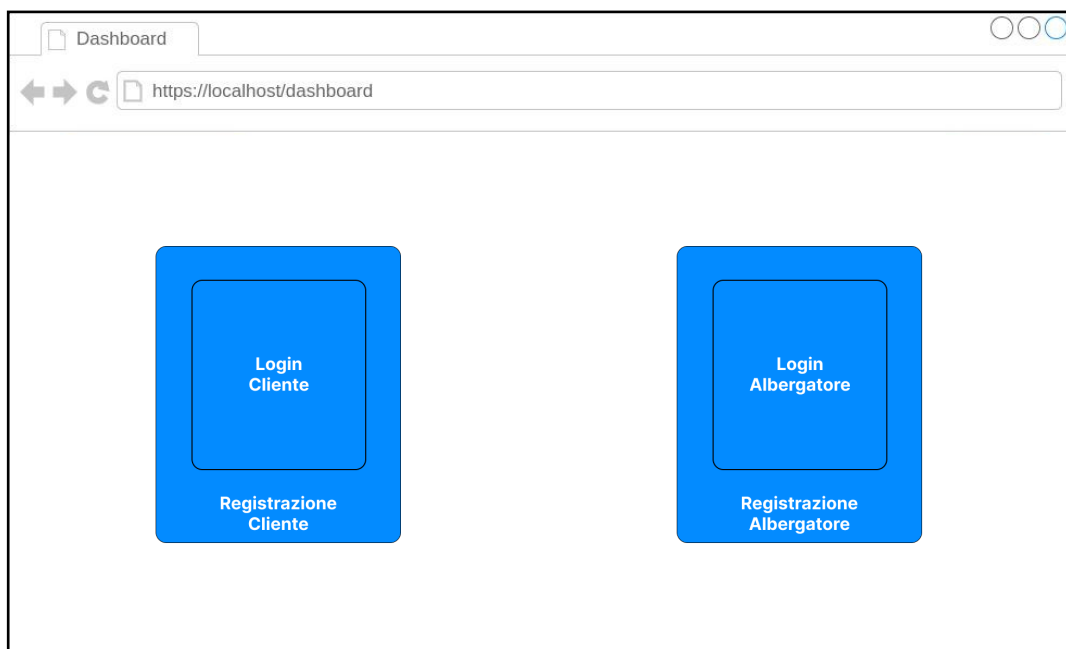 Dashboard
https://localhost/dashboard
Login
Cliente
Registrazione
Cliente
Login
Albergatore
Registrazione
Albergatore